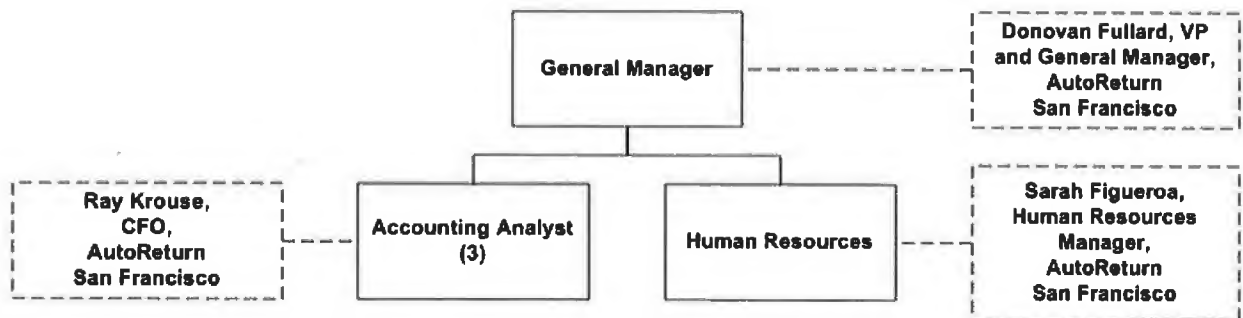 General Manager
Donovan Fullard, VP
and General Manager,
AutoReturn
San Francisco
Ray Krouse,
CFO,
AutoReturn
San Francisco
Accounting Analyst
(3)
Human Resources
Sarah Figueroa,
Human Resources
Manager,
AutoReturn
San Francisco